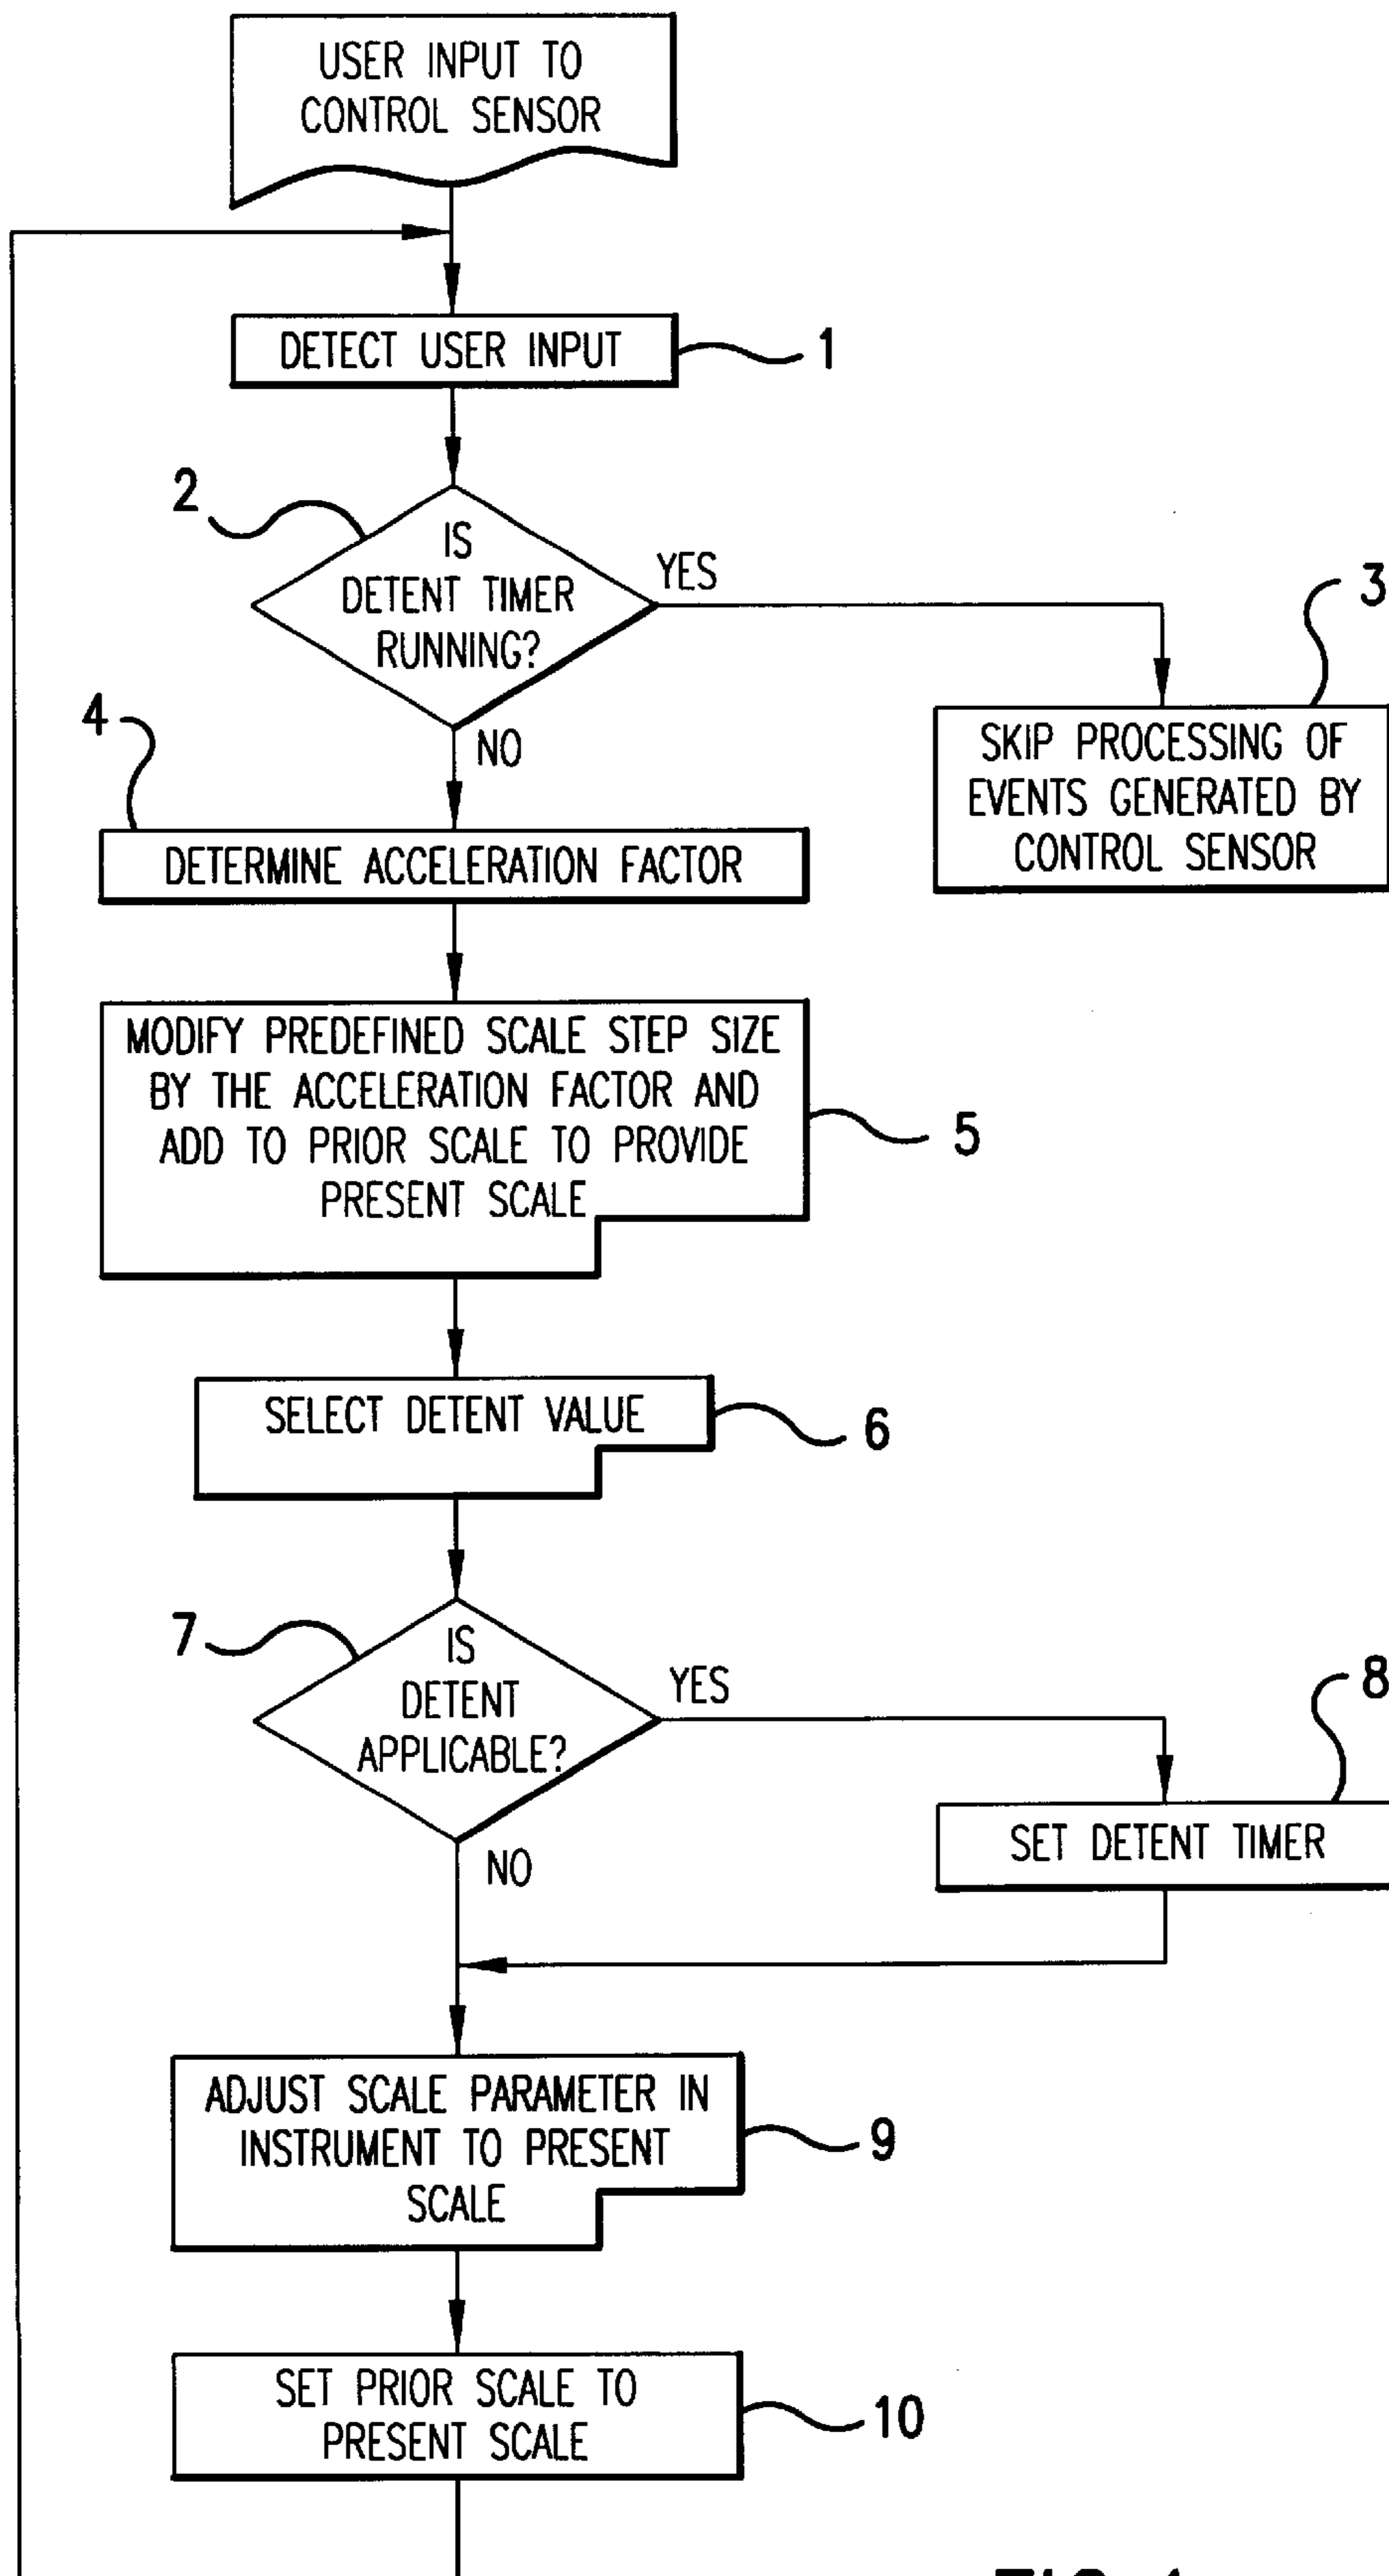 USER INPUT TO
CONTROL SENSOR
DETECT USER INPUT
1
2
IS
DETENT TIMER
RUNNING?
YES
NO
3
SKIP PROCESSING OF
EVENTS GENERATED BY
CONTROL SENSOR
4
DETERMINE ACCELERATION FACTOR
MODIFY PREDEFINED SCALE STEP SIZE
BY THE ACCELERATION FACTOR AND
ADD TO PRIOR SCALE TO PROVIDE
PRESENT SCALE
5
SELECT DETENT VALUE
6
7
IS
DETENT
APPLICABLE?
YES
NO
8
SET DETENT TIMER
ADJUST SCALE PARAMETER IN
INSTRUMENT TO PRESENT
SCALE
9
SET PRIOR SCALE TO
PRESENT SCALE
10